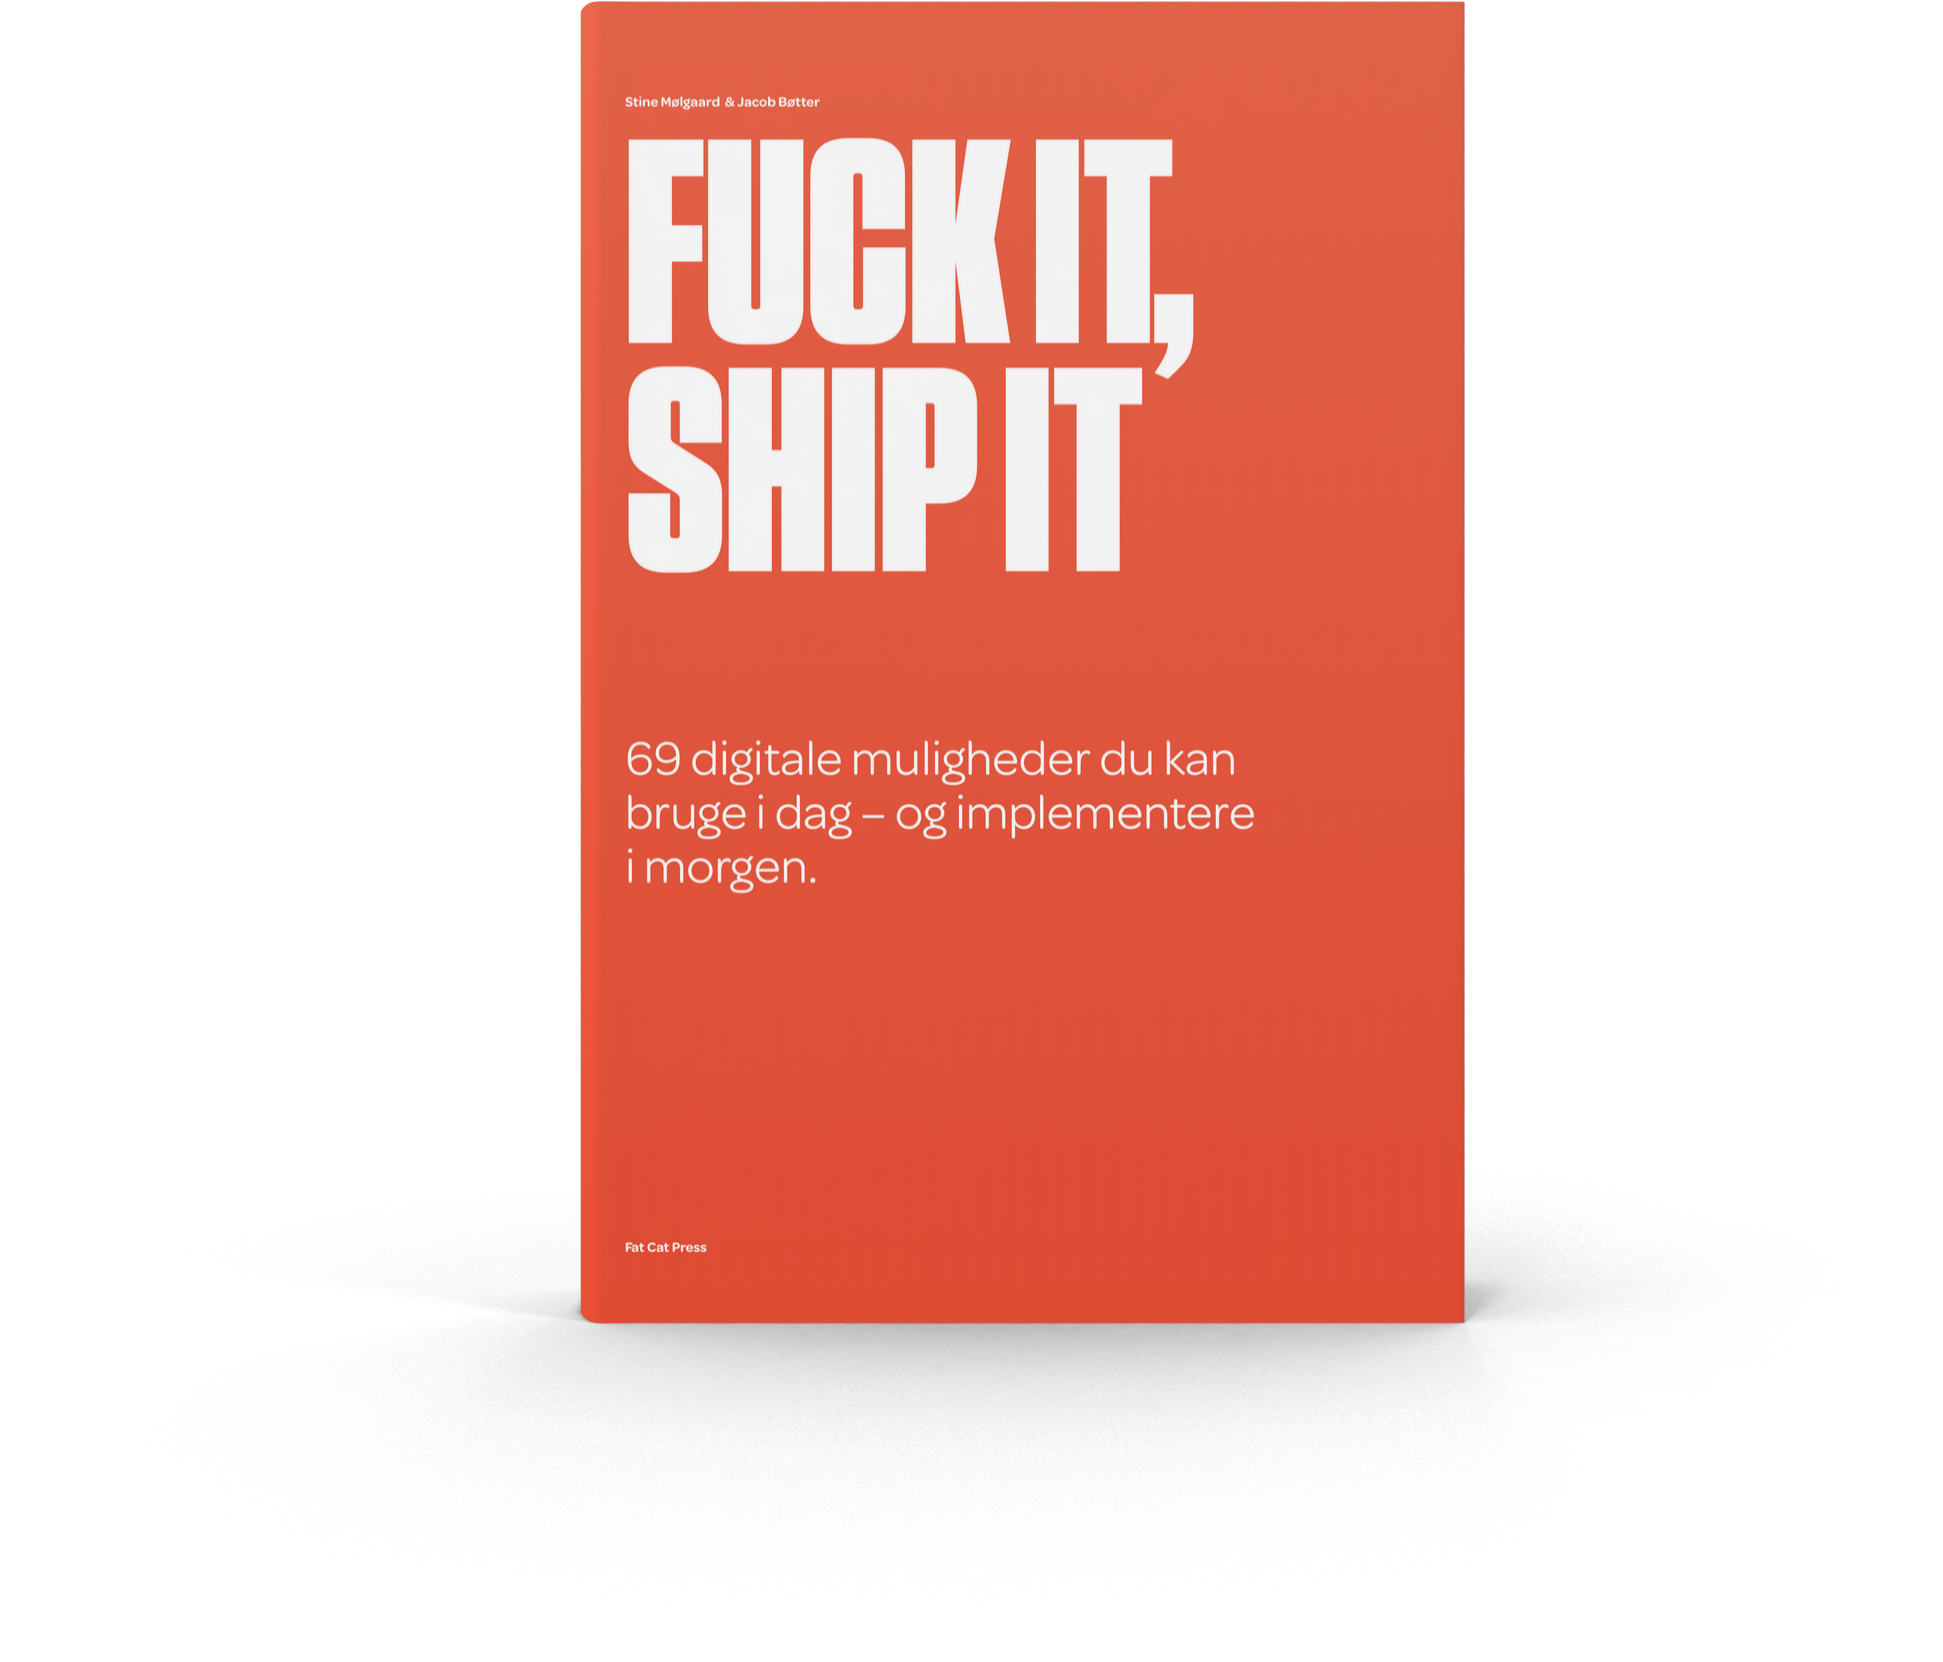 Stine Mølgaard & Jacob Bøtter
FUCK IT,
SHIP IT
69 digitale muligheder du kan
bruge i dag – og implementere
i morgen.
Fat Cat Press